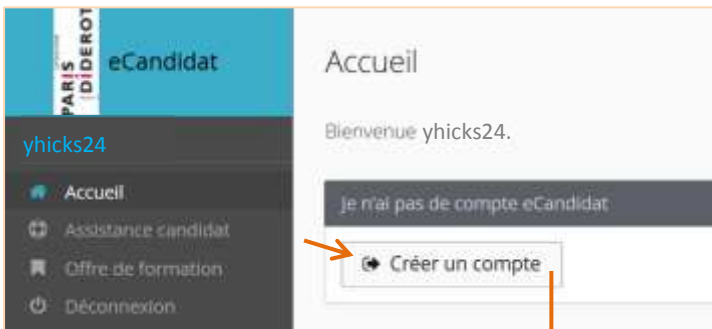 PARIS
DIDEROT
eCandidat
yhicks24
Accueil
Assistance candidat
Offre de formation
Déconnexion
Accueil
Bienvenue yhicks24.
Je n'ai pas de compte eCandidat
Créer un compte